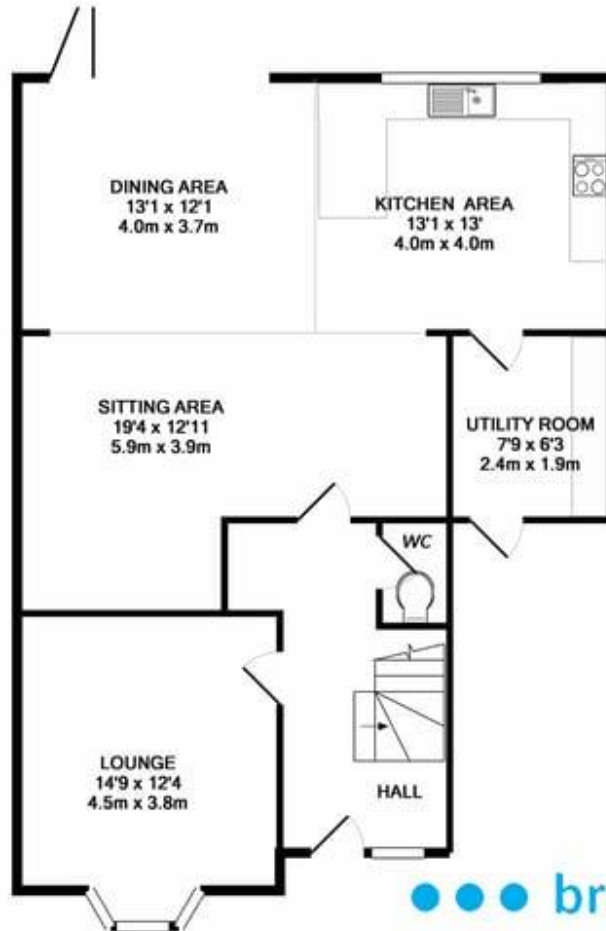 DINING AREA
13'1 x 12'1
4.0m x 3.7m
KITCHEN AREA
13'1 x 13'
4.0m x 4.0m
SITTING AREA
19'4 x 12'11
5.9m x 3.9m
UTILITY ROOM
7'9 x 6'3
2.4m x 1.9m
WC
LOUNGE
14'9 x 12'4
4.5m x 3.8m
HALL
br